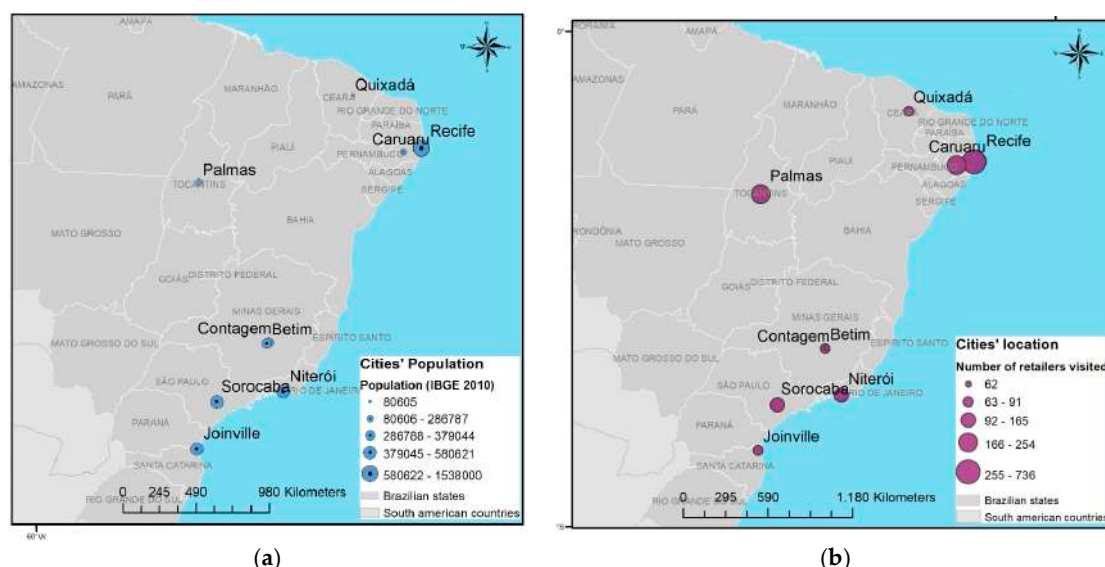 AMAPÁ
AMAZONAS
PARÁ
MARANHÃO
CEARÁ
Quixadá
RIO GRANDE DO NORTE
PARAÍBA
Caruaru
Recife
PERNAMBUCO
PIAUÍ
ALAGOAS
SERGIPE
Palmas
TOCANTINS
BAHIA
MATO GROSSO
GOIÁS
DISTRITO FEDERAL
MINAS GERAIS
Contagem
Betim
ESPÍRITO SANTO
MATO GROSSO DO SUL
SÃO PAULO
Sorocaba
Niterói
RIO DE JANEIRO
PARANÁ
Joinville
SANTA CATARINA
RIO GRANDE DO SUL
0 245 490 980 Kilometers
Cities' Population
Population (IBGE 2010)
80605
80606 - 286787
286788 - 379044
379045 - 580621
580622 - 1538000
Brazilian states
South american countries
60°W
(a)
0°
RORAIMA
AMAPÁ
AMAZONAS
PARÁ
MARANHÃO
CEARÁ
Quixadá
RIO GRANDE DO NORTE
PARAÍBA
Caruaru
Recife
PERNAMBUCO
PIAUÍ
ALAGOAS
SERGIPE
Palmas
TOCANTINS
BAHIA
RONDÔNIA
MATO GROSSO
GOIÁS
DISTRITO FEDERAL
MINAS GERAIS
Contagem
Betim
ESPÍRITO SANTO
MATO GROSSO DO SUL
SÃO PAULO
Sorocaba
Niterói
RIO DE JANEIRO
PARANÁ
Joinville
SANTA CATARINA
RIO GRANDE DO SUL
0 295 590 1.180 Kilometers
Cities' location
Number of retailers visited
62
63 - 91
92 - 165
166 - 254
255 - 736
Brazilian states
South american countries
(b)